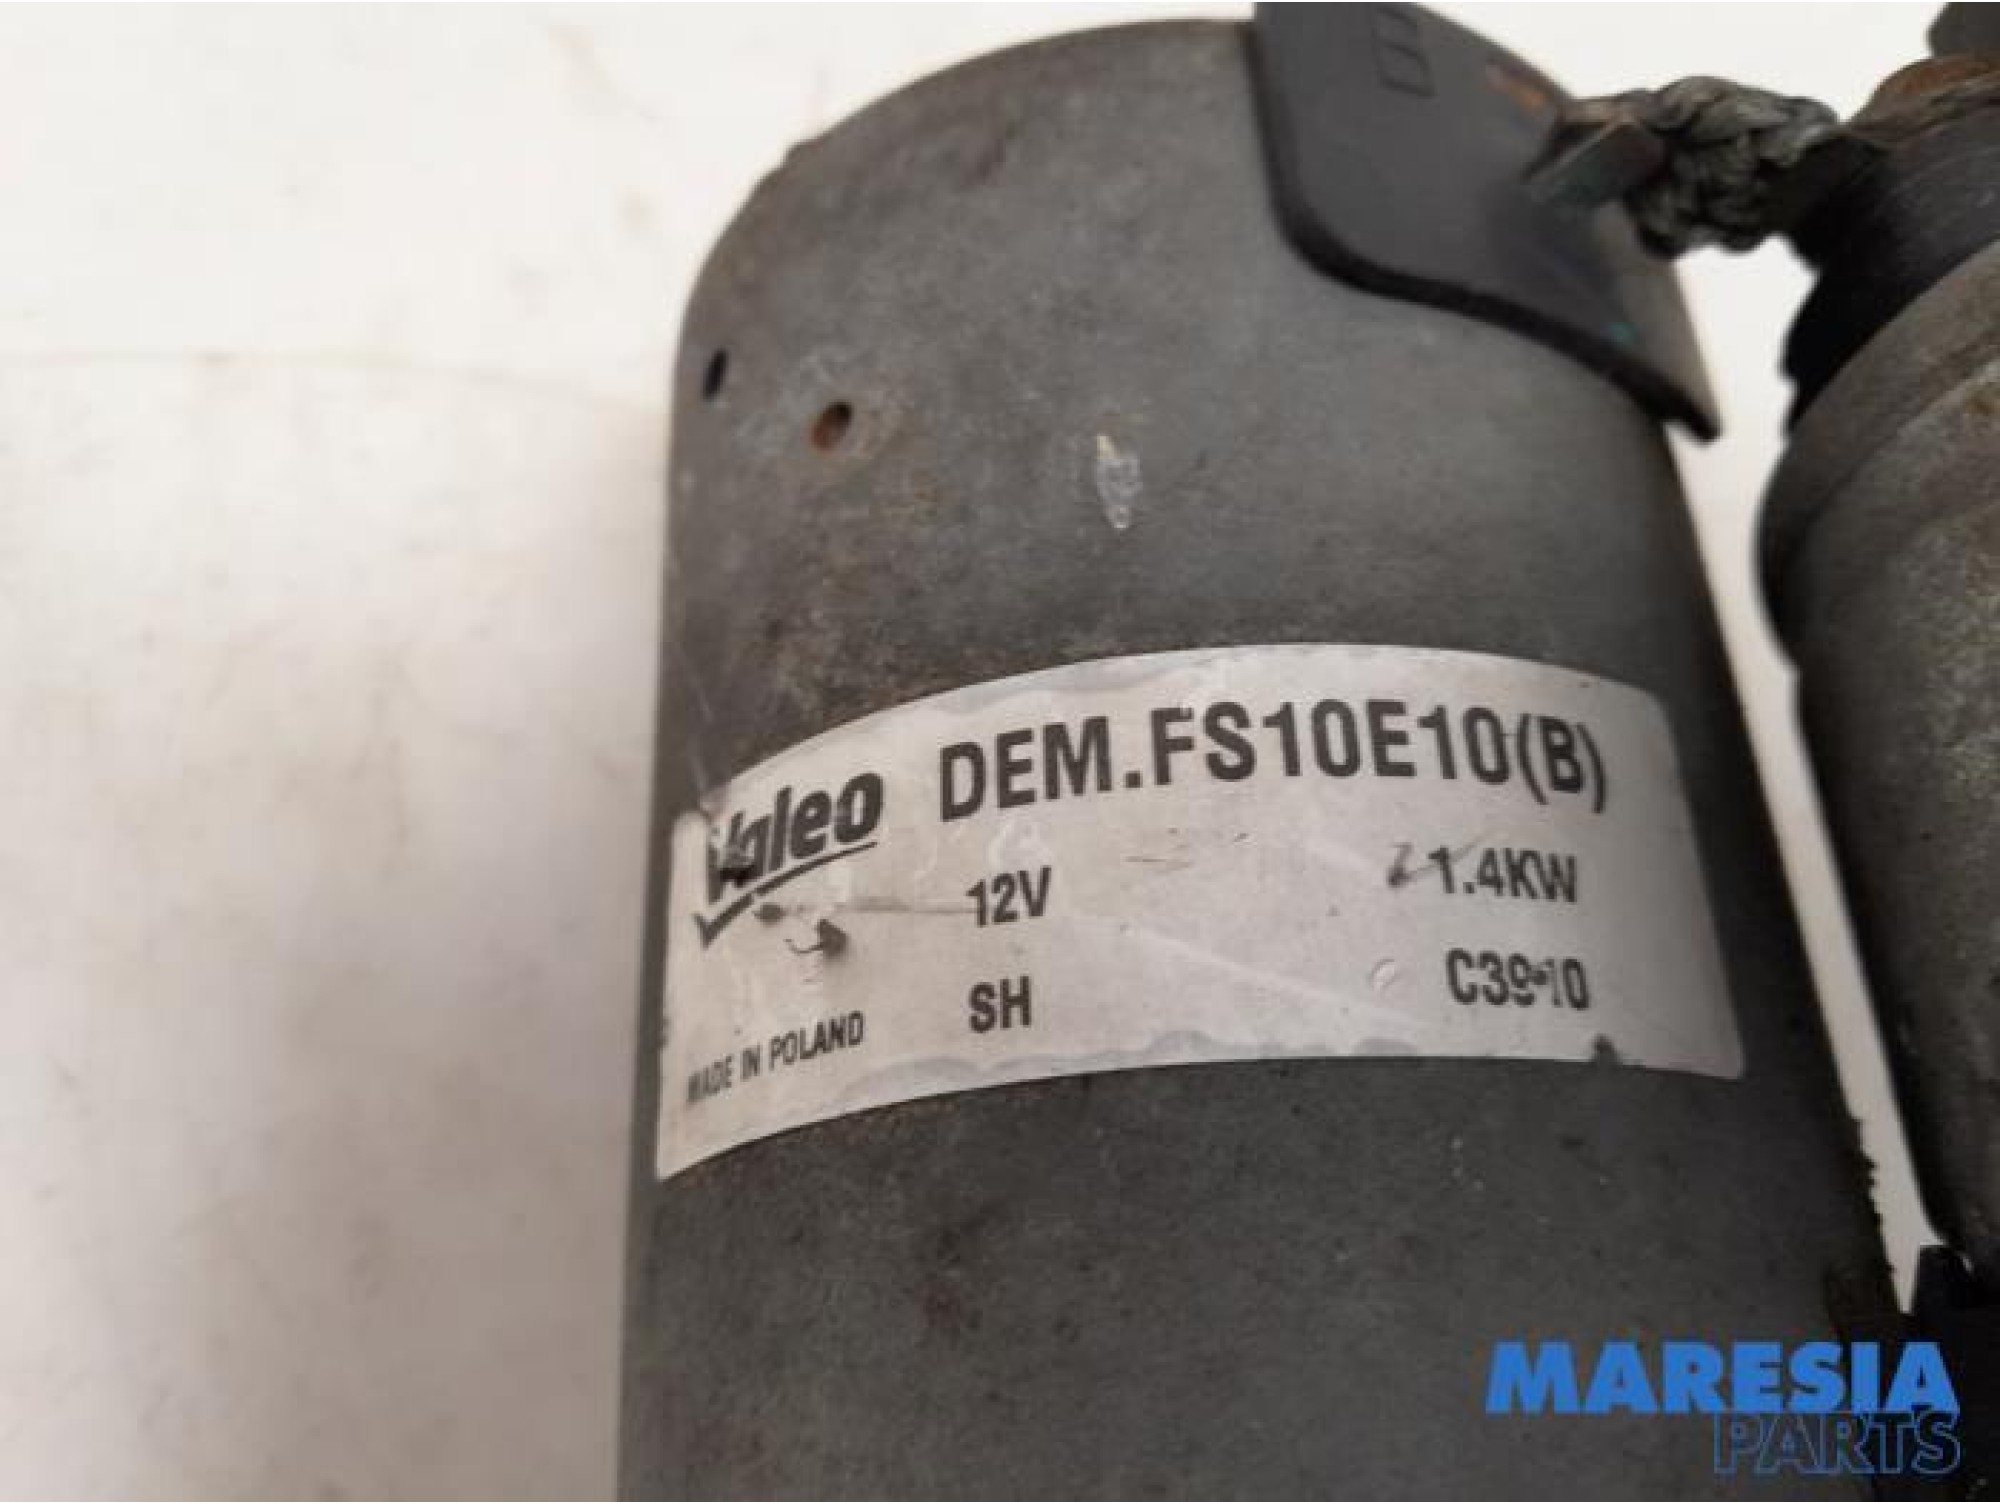 Valeo DEM.FS10E10(B)
12V 1.4KW
SH C39-10
MADE IN POLAND
MARESIA
PARTS